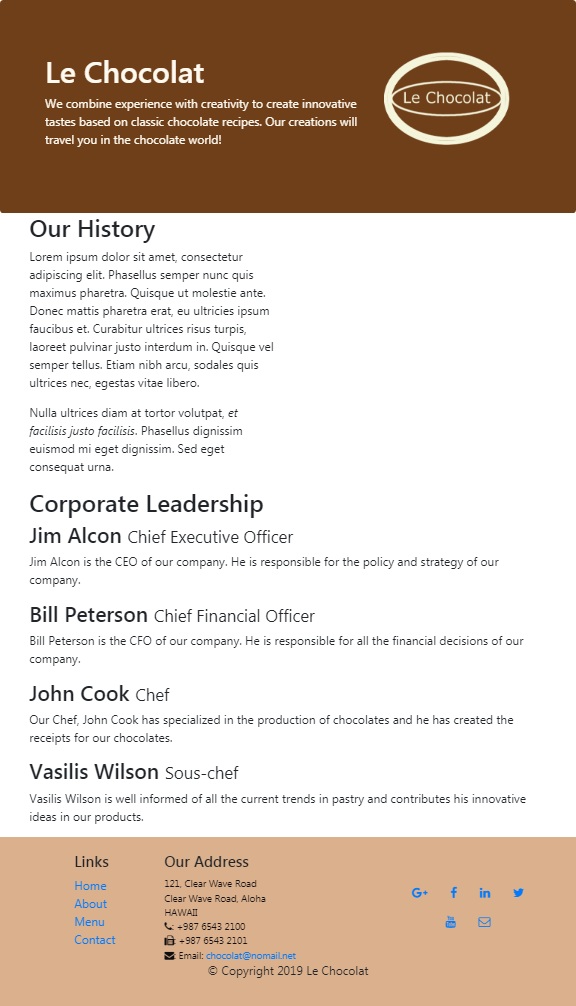 Le Chocolat
We combine experience with creativity to create innovative
tastes based on classic chocolate recipes. Our creations will
travel you in the chocolate world!
Le Chocolat
Our History
Lorem ipsum dolor sit amet, consectetur
adipiscing elit. Phasellus semper nunc quis
maximus pharetra. Quisque ut molestie ante.
Donec mattis pharetra erat, eu ultricies ipsum
faucibus et. Curabitur ultrices risus turpis,
laoreet pulvinar justo interdum in. Quisque vel
semper tellus. Etiam nibh arcu, sodales quis
ultrices nec, egestas vitae libero.
Nulla ultrices diam at tortor volutpat, et
facilisis justo facilisis. Phasellus dignissim
euismod mi eget dignissim. Sed eget
consequat urna.
Corporate Leadership
Jim Alcon Chief Executive Officer
Jim Alcon is the CEO of our company. He is responsible for the policy and strategy of our
company.
Bill Peterson Chief Financial Officer
Bill Peterson is the CFO of our company. He is responsible for all the financial decisions of our
company.
John Cook Chef
Our Chef, John Cook has specialized in the production of chocolates and he has created the
receipts for our chocolates.
Vasilis Wilson Sous-chef
Vasilis Wilson is well informed of all the current trends in pastry and contributes his innovative
ideas in our products.
Links
Home
About
Menu
Contact
Our Address
121, Clear Wave Road
Clear Wave Road, Aloha
HAWAII
: +987 6543 2100
: +987 6543 2101
: Email: chocolat@nomail.net
G+
f
in
You Tube
© Copyright 2019 Le Chocolat